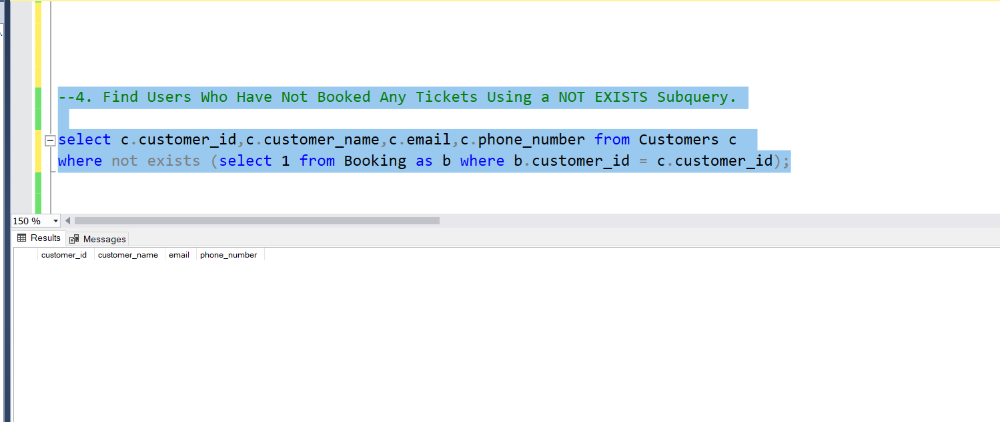 --4. Find Users Who Have Not Booked Any Tickets Using a NOT EXISTS Subquery.
select c.customer_id,c.customer_name,c.email,c.phone_number from Customers c
where not exists (select 1 from Booking as b where b.customer_id = c.customer_id);
150 %
Results Messages
customer_id customer_name email phone_number